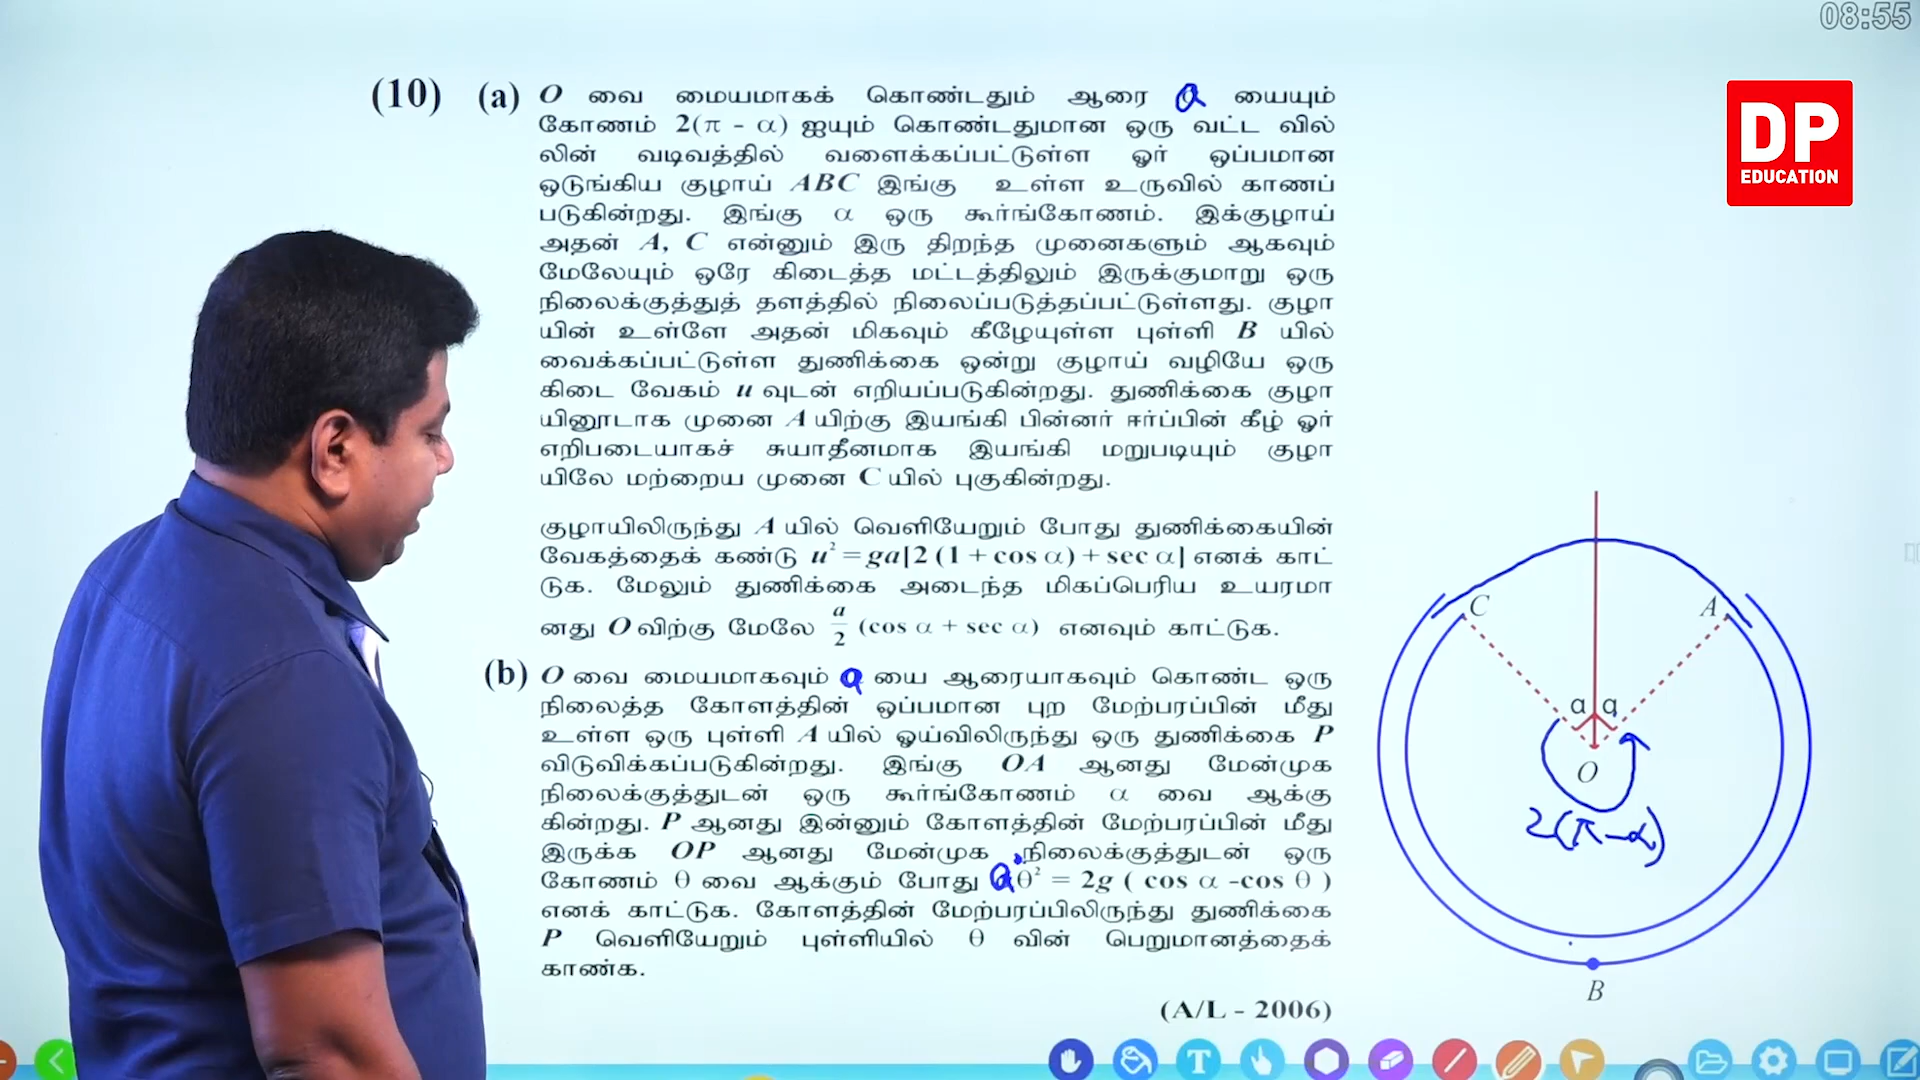 08:55
DP
EDUCATION
(10) (a) O வை மையமாகக் கொண்டதும் ஆரை a யையும்
கோணம் 2(π - α) ஐயும் கொண்டதுமான ஒரு வட்ட வில்
லின் வடிவத்தில் வளைக்கப்பட்டுள்ள ஓர் ஒப்பமான
ஒடுங்கிய குழாய் ABC இங்கு உள்ள உருவில் காணப்
படுகின்றது. இங்கு α ஒரு கூர்ங்கோணம். இக்குழாய்
அதன் A, C என்னும் இரு திறந்த முனைகளும் ஆகவும்
மேலேயும் ஒரே கிடைத்த மட்டத்திலும் இருக்குமாறு ஒரு
நிலைக்குத்துத் தளத்தில் நிலைப்படுத்தப்பட்டுள்ளது. குழா
யின் உள்ளே அதன் மிகவும் கீழேயுள்ள புள்ளி B யில்
வைக்கப்பட்டுள்ள துணிக்கை ஒன்று குழாய் வழியே ஒரு
கிடை வேகம் u வுடன் எறியப்படுகின்றது. துணிக்கை குழா
யினூடாக முனை A யிற்கு இயங்கி பின்னர் ஈர்ப்பின் கீழ் ஓர்
எறிபடையாகச் சுயாதீனமாக இயங்கி மறுபடியும் குழா
யிலே மற்றைய முனை C யில் புகுகின்றது.
குழாயிலிருந்து A யில் வெளியேறும் போது துணிக்கையின்
வேகத்தைக் கண்டு u² = ga[2 (1 + cos α) + sec α] எனக் காட்
டுக. மேலும் துணிக்கை அடைந்த மிகப்பெரிய உயரமா
னது O விற்கு மேலே a/2 (cos α + sec α) எனவும் காட்டுக.
(b) O வை மையமாகவும் a யை ஆரையாகவும் கொண்ட ஒரு
நிலைத்த கோளத்தின் ஒப்பமான புற மேற்பரப்பின் மீது
உள்ள ஒரு புள்ளி A யில் ஓய்விலிருந்து ஒரு துணிக்கை P
விடுவிக்கப்படுகின்றது. இங்கு OA ஆனது மேன்முக
நிலைக்குத்துடன் ஒரு கூர்ங்கோணம் α வை ஆக்கு
கின்றது. P ஆனது இன்னும் கோளத்தின் மேற்பரப்பின் மீது
இருக்க OP ஆனது மேன்முக நிலைக்குத்துடன் ஒரு
கோணம் θ வை ஆக்கும் போது aθ̇² = 2g ( cos α -cos θ )
எனக் காட்டுக. கோளத்தின் மேற்பரப்பிலிருந்து துணிக்கை
P வெளியேறும் புள்ளியில் θ வின் பெறுமானத்தைக்
காண்க.
(A/L - 2006)
C A
α α
O
2(π-α)
B